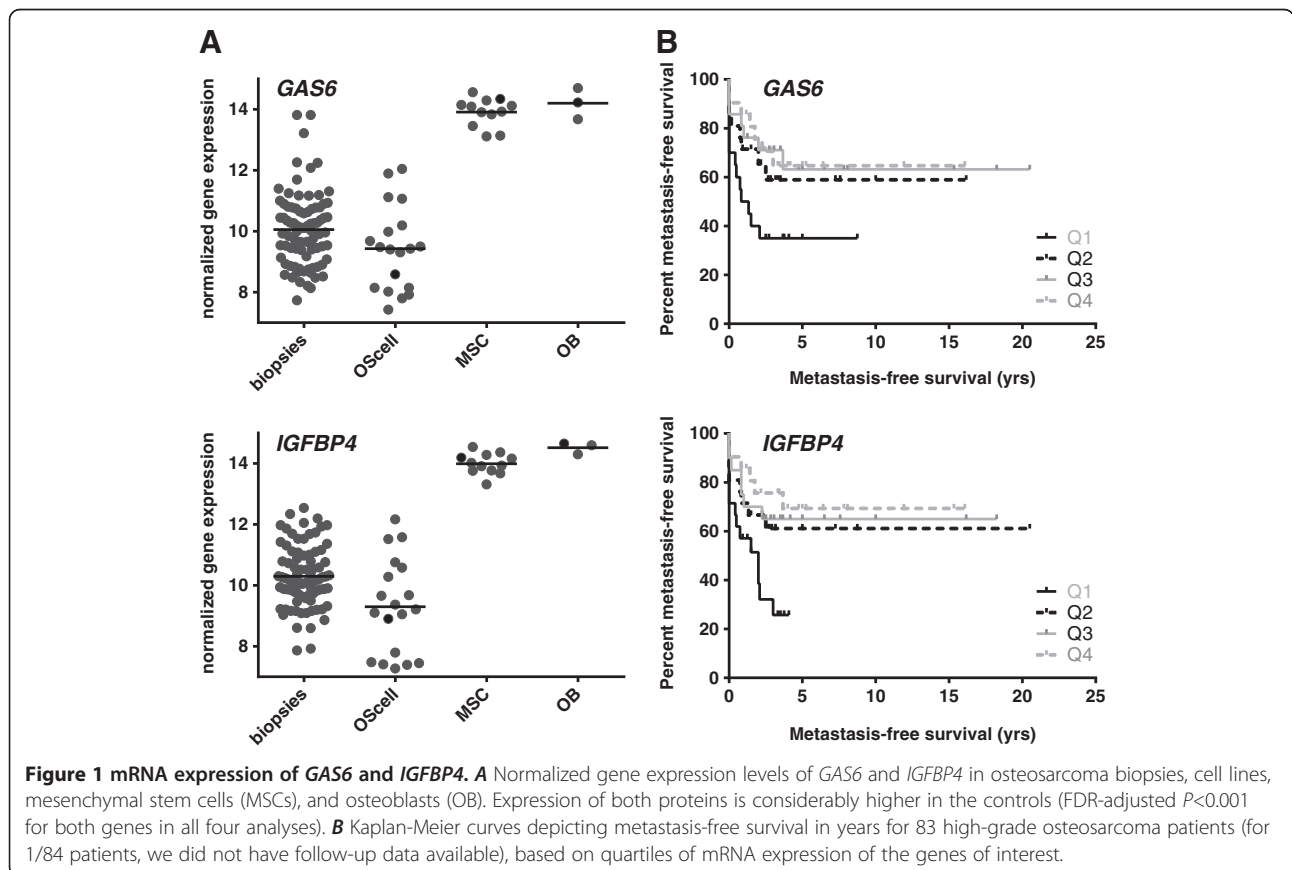 A
B
GAS6
normalized gene expression
14
12
10
8
biopsies
OScell
MSC
OB
GAS6
Percent metastasis-free survival
100
80
60
40
20
0
0
5
10
15
20
25
Metastasis-free survival (yrs)
Q1
Q2
Q3
Q4
IGFBP4
normalized gene expression
14
12
10
8
biopsies
OScell
MSC
OB
IGFBP4
Percent metastasis-free survival
100
80
60
40
20
0
0
5
10
15
20
25
Metastasis-free survival (yrs)
Q1
Q2
Q3
Q4
Figure 1 mRNA expression of GAS6 and IGFBP4. A Normalized gene expression levels of GAS6 and IGFBP4 in osteosarcoma biopsies, cell lines,
mesenchymal stem cells (MSCs), and osteoblasts (OB). Expression of both proteins is considerably higher in the controls (FDR-adjusted P<0.001
for both genes in all four analyses). B Kaplan-Meier curves depicting metastasis-free survival in years for 83 high-grade osteosarcoma patients (for
1/84 patients, we did not have follow-up data available), based on quartiles of mRNA expression of the genes of interest.